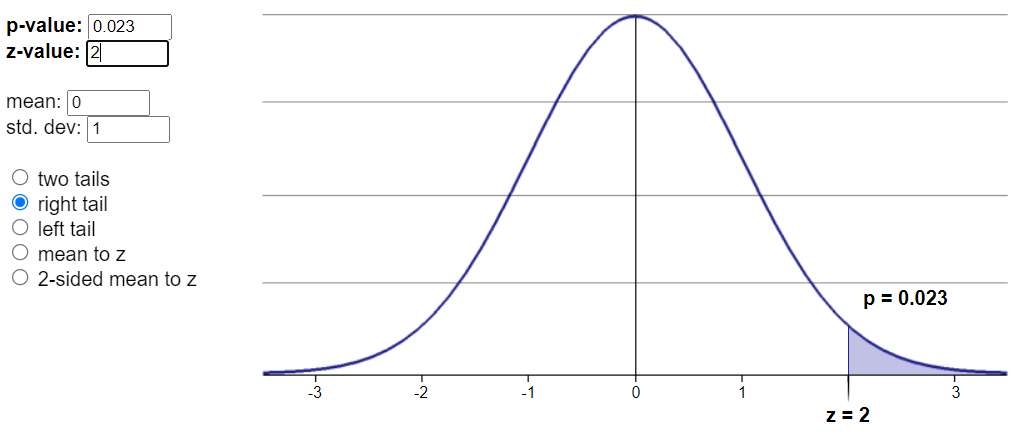 p-value: 0.023
z-value: 2
mean: 0
std. dev: 1
two tails
right tail
left tail
mean to z
2-sided mean to z
p = 0.023
-3 -2 -1 0 1 3
z = 2